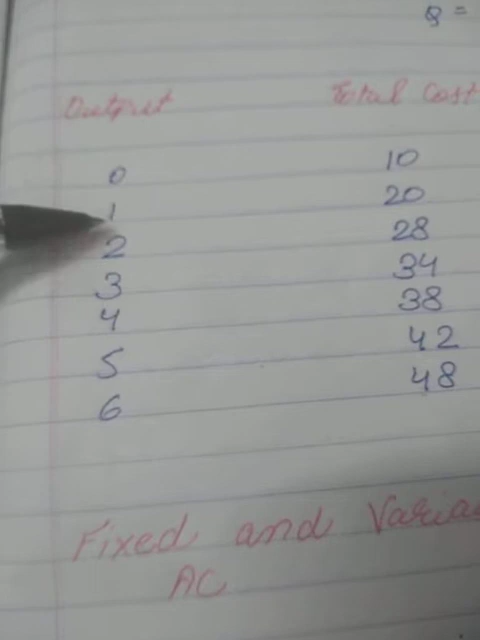 Q =
Output Total Cost
0 10
1 20
2 28
3 34
4 38
5 42
6 48
Fixed and Varia
AC